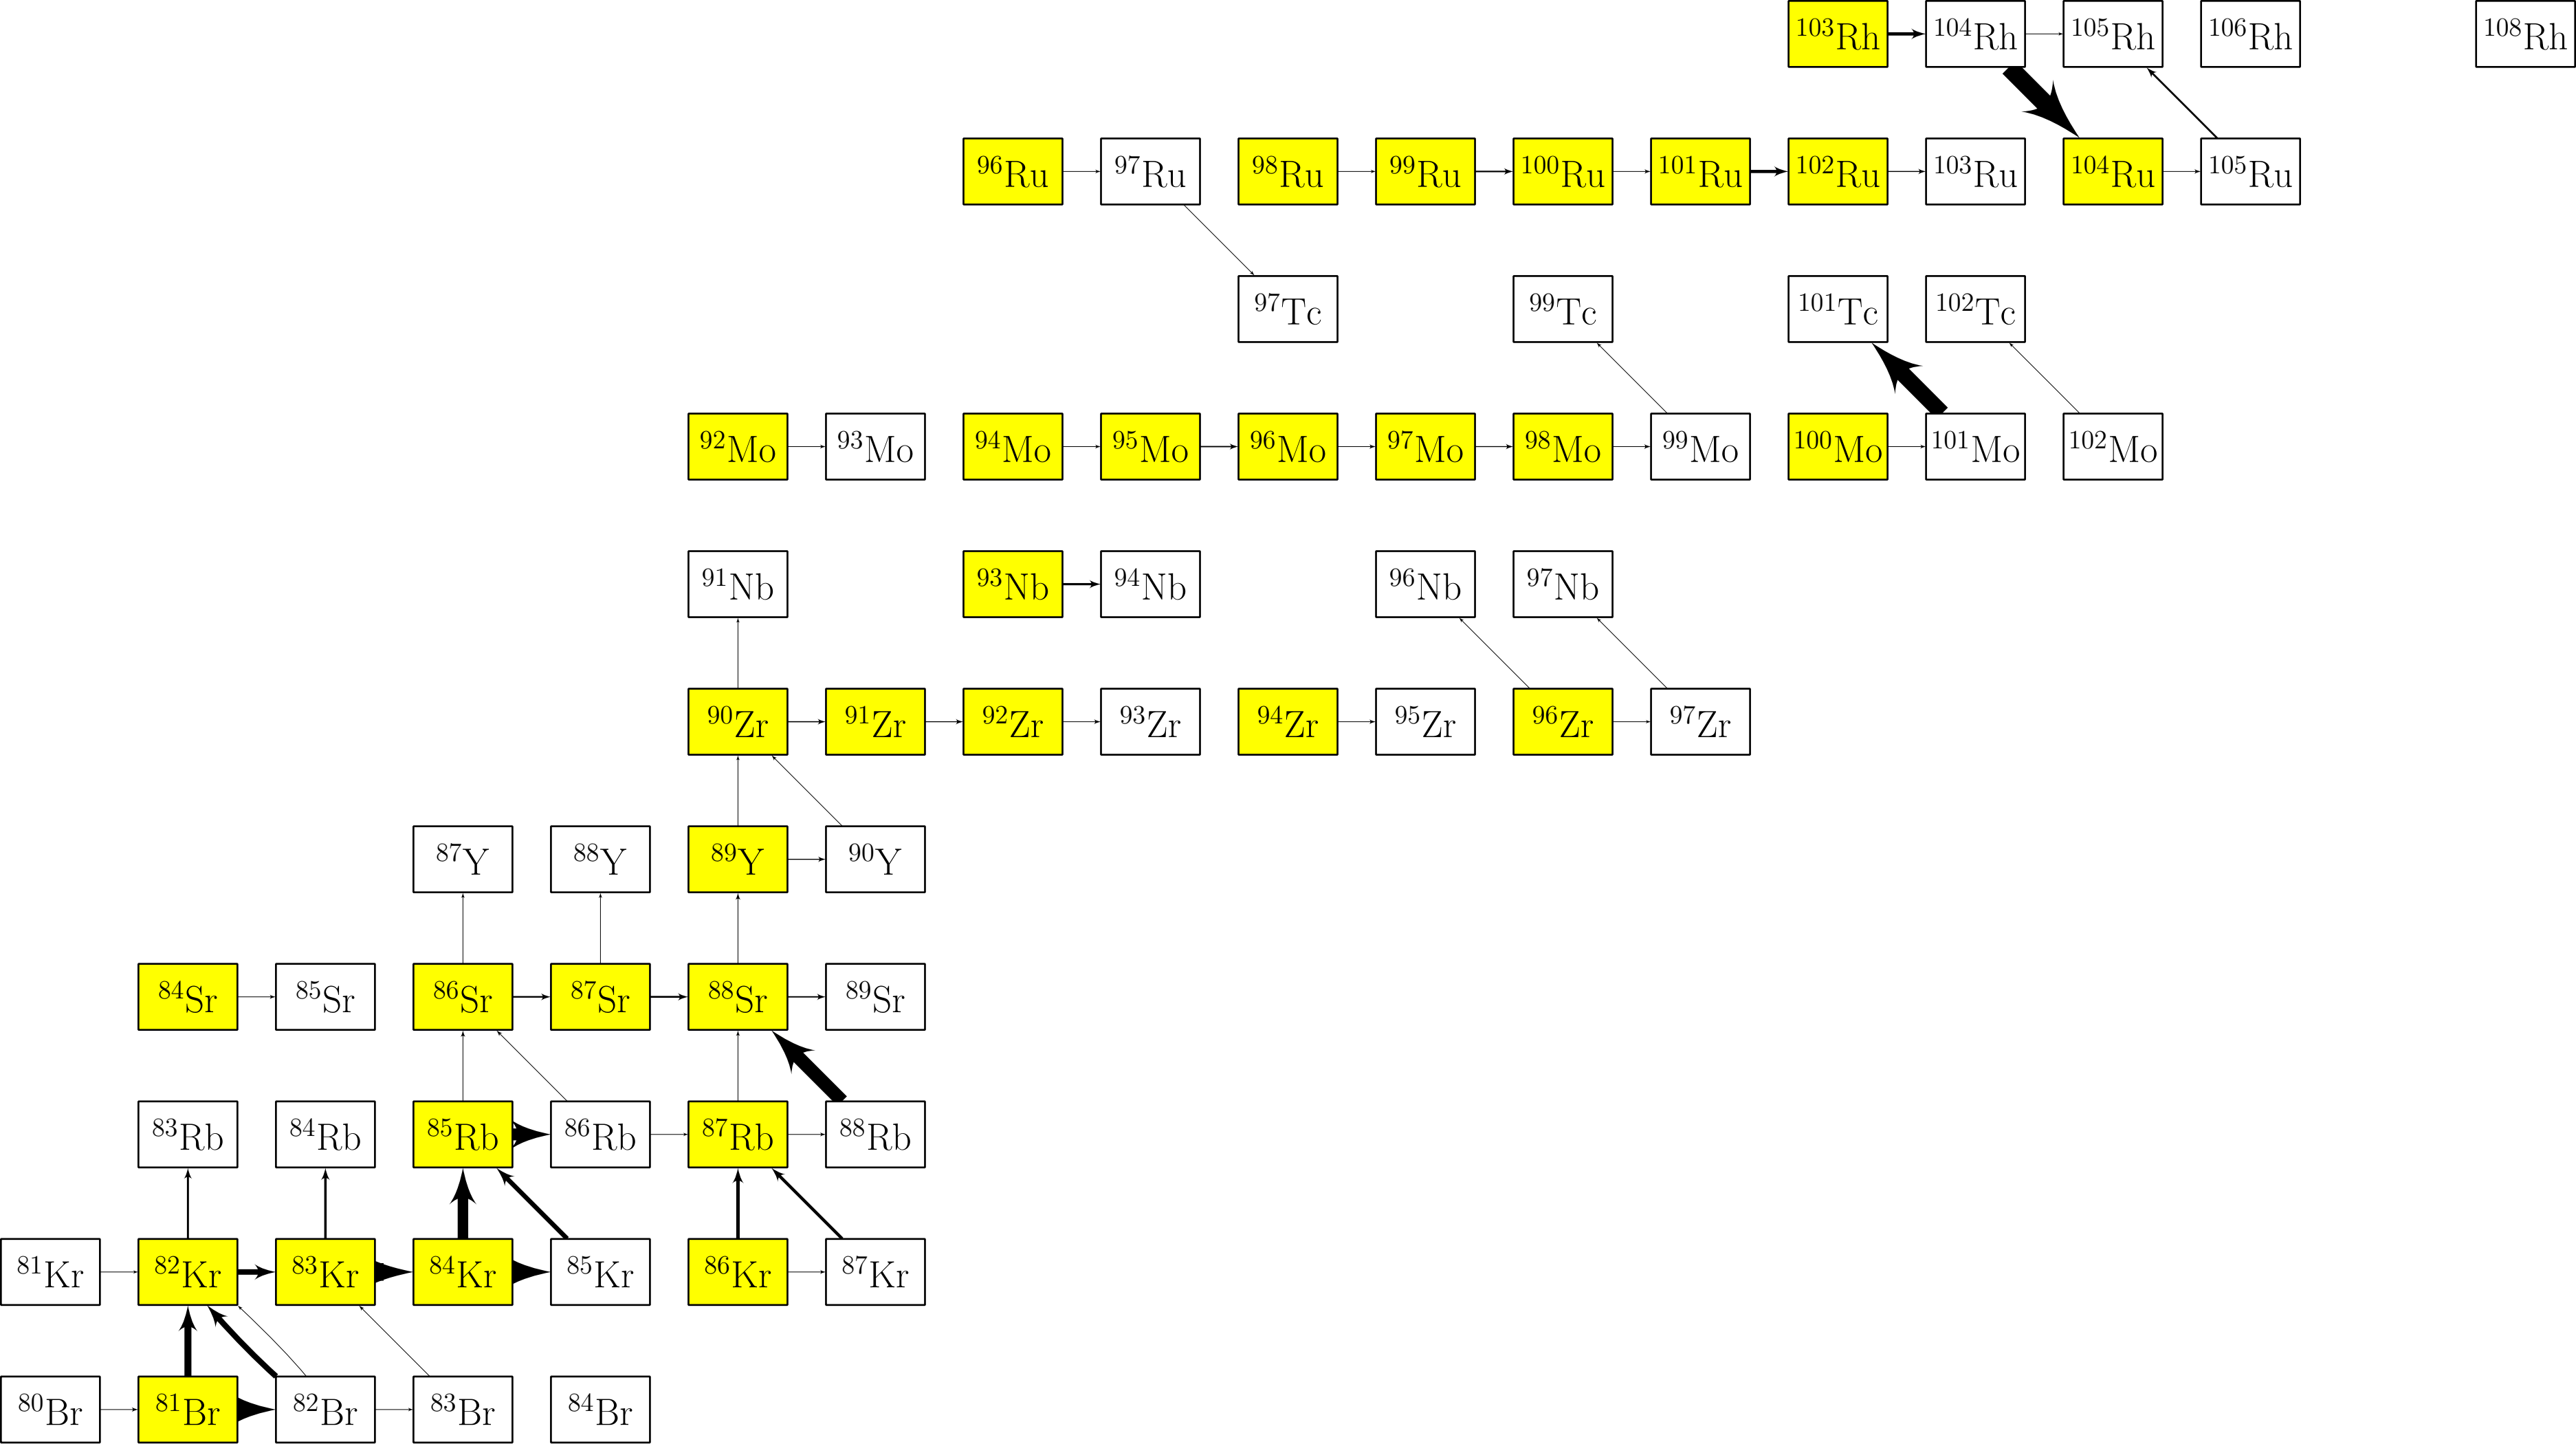 103Rh 104Rh 105Rh 106Rh 108Rh
96Ru 97Ru 98Ru 99Ru 100Ru 101Ru 102Ru 103Ru 104Ru 105Ru
97Tc 99Tc 101Tc 102Tc
92Mo 93Mo 94Mo 95Mo 96Mo 97Mo 98Mo 99Mo 100Mo 101Mo 102Mo
91Nb 93Nb 94Nb 96Nb 97Nb
90Zr 91Zr 92Zr 93Zr 94Zr 95Zr 96Zr 97Zr
87Y 88Y 89Y 90Y
84Sr 85Sr 86Sr 87Sr 88Sr 89Sr
83Rb 84Rb 85Rb 86Rb 87Rb 88Rb
81Kr 82Kr 83Kr 84Kr 85Kr 86Kr 87Kr
80Br 81Br 82Br 83Br 84Br